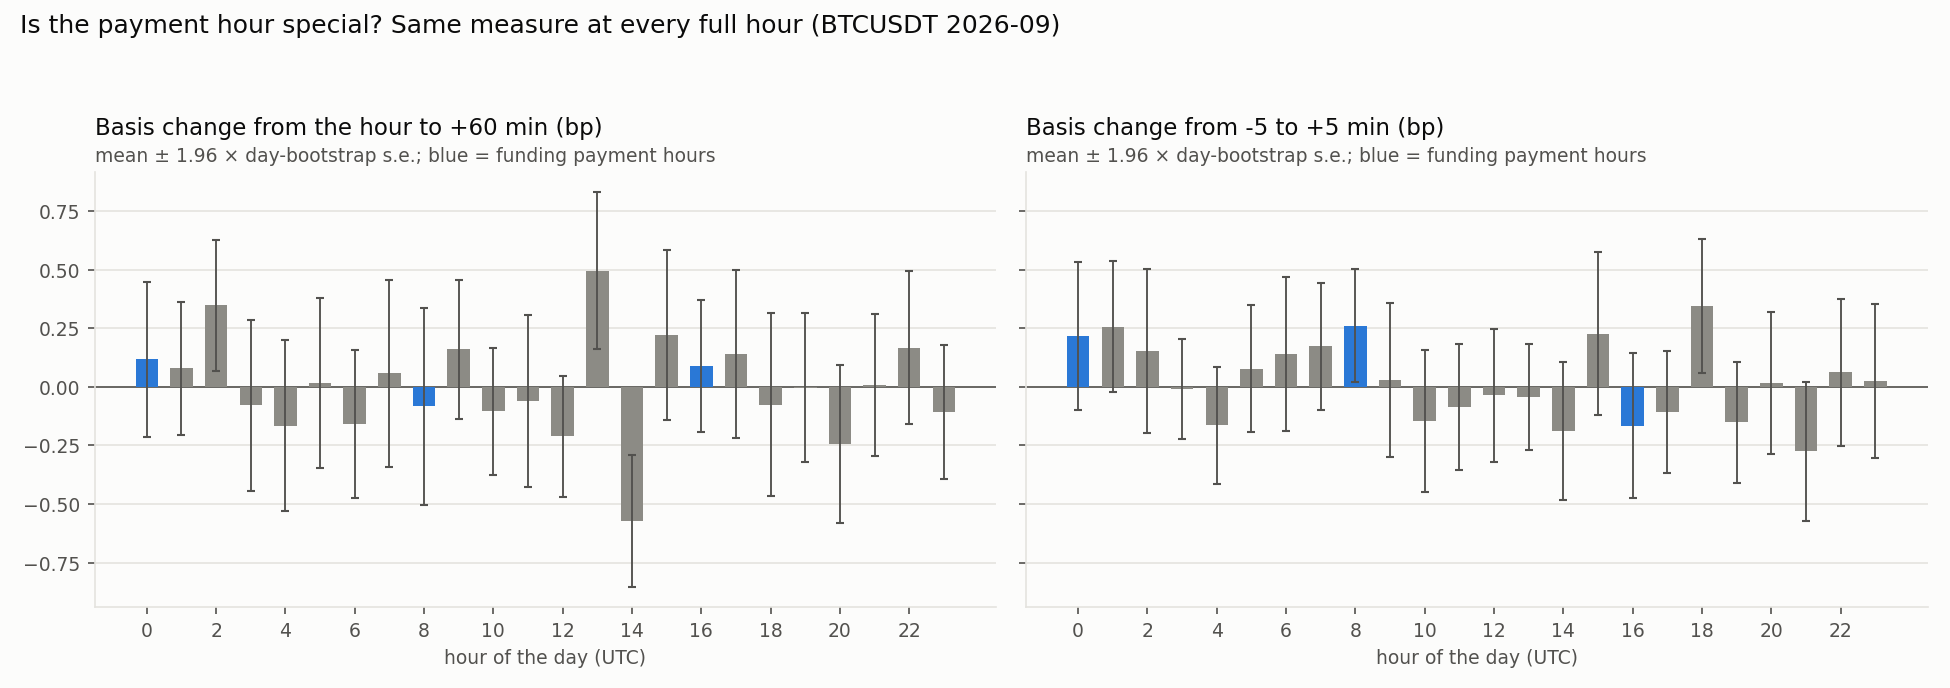 Is the payment hour special? Same measure at every full hour (BTCUSDT 2026-09)
Basis change from the hour to +60 min (bp)
mean ± 1.96 × day-bootstrap s.e.; blue = funding payment hours
0.75
0.50
0.25
0.00
−0.25
−0.50
−0.75
0 2 4 6 8 10 12 14 16 18 20 22
hour of the day (UTC)
Basis change from -5 to +5 min (bp)
mean ± 1.96 × day-bootstrap s.e.; blue = funding payment hours
0 2 4 6 8 10 12 14 16 18 20 22
hour of the day (UTC)